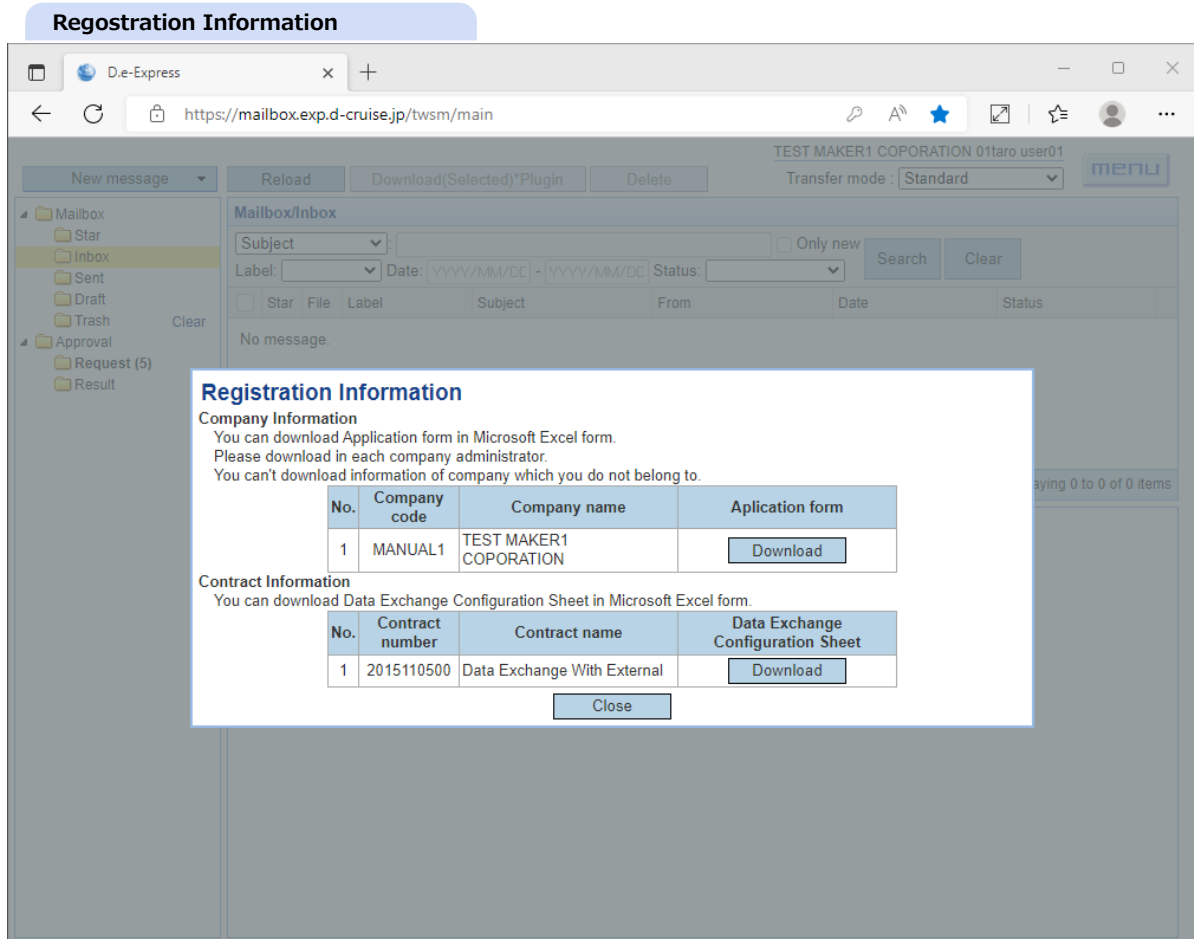 Regostration Information
D.e-Express
https://mailbox.exp.d-cruise.jp/twsm/main
TEST MAKER1 COPORATION 01taro user01
New message Reload Download(Selected)*Plugin Delete Transfer mode : Standard menu
Mailbox
Star
Inbox
Sent
Draft
Trash Clear
Approval
Request (5)
Result
Mailbox/Inbox
Subject : Only new
Label: Date: YYYY/MM/DD - YYYY/MM/DD Status: Search Clear
Star File Label Subject From Date Status
No message.
Registration Information
Company Information
You can download Application form in Microsoft Excel form.
Please download in each company administrator.
You can't download information of company which you do not belong to.
No. Company code Company name Aplication form
1 MANUAL1 TEST MAKER1 COPORATION Download
Contract Information
You can download Data Exchange Configuration Sheet in Microsoft Excel form.
No. Contract number Contract name Data Exchange Configuration Sheet
1 2015110500 Data Exchange With External Download
Close
aying 0 to 0 of 0 items